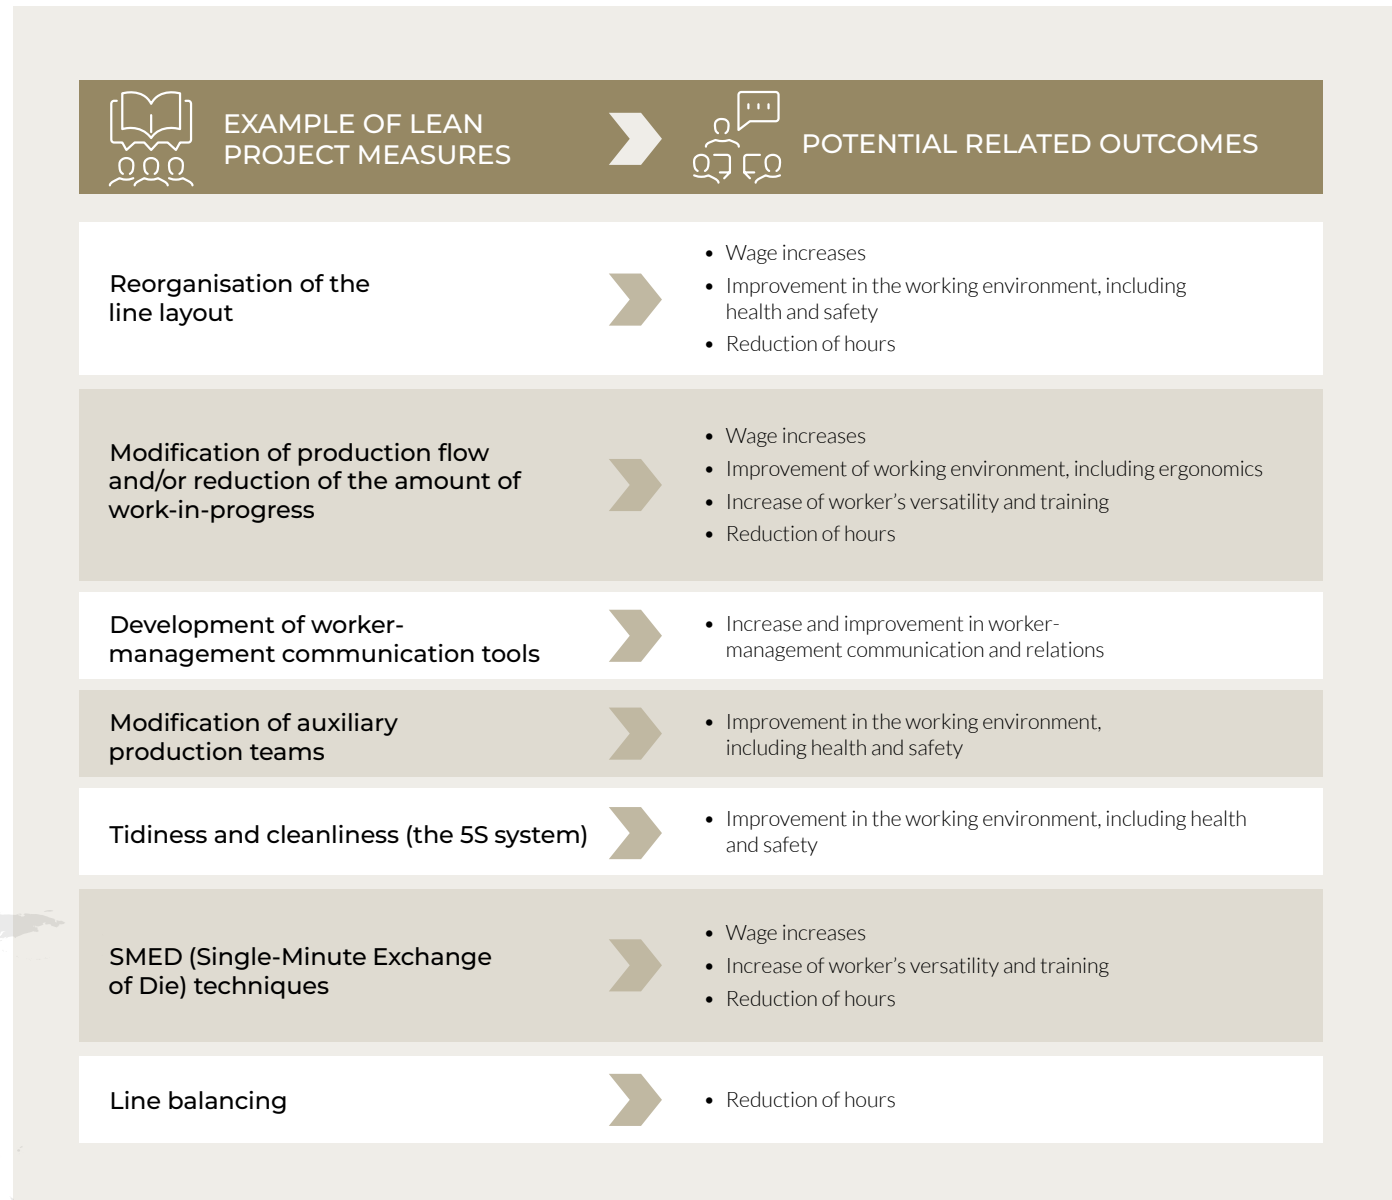 EXAMPLE OF LEAN
PROJECT MEASURES
POTENTIAL RELATED OUTCOMES
Reorganisation of the
line layout
• Wage increases
• Improvement in the working environment, including
health and safety
• Reduction of hours
Modification of production flow
and/or reduction of the amount of
work-in-progress
• Wage increases
• Improvement of working environment, including ergonomics
• Increase of worker’s versatility and training
• Reduction of hours
Development of worker-
management communication tools
• Increase and improvement in worker-
management communication and relations
Modification of auxiliary
production teams
• Improvement in the working environment,
including health and safety
Tidiness and cleanliness (the 5S system)
• Improvement in the working environment, including health
and safety
SMED (Single-Minute Exchange
of Die) techniques
• Wage increases
• Increase of worker’s versatility and training
• Reduction of hours
Line balancing
• Reduction of hours